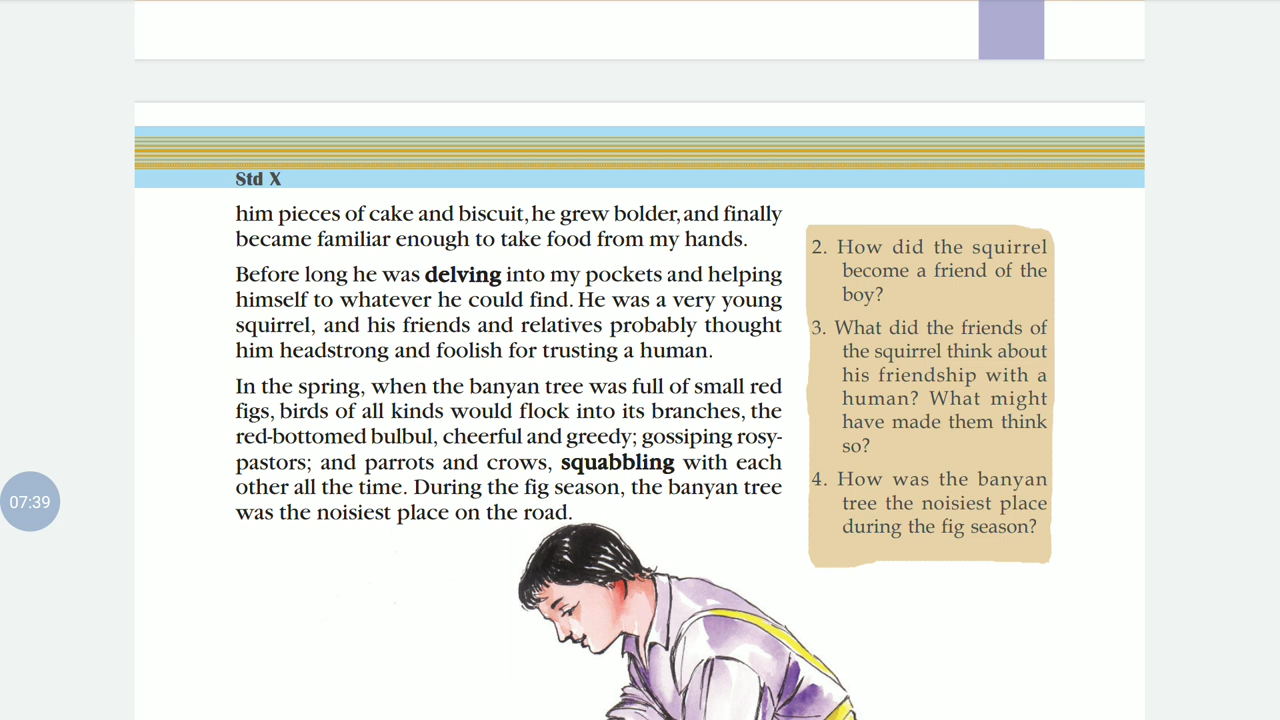 Std X
him pieces of cake and biscuit, he grew bolder, and finally
became familiar enough to take food from my hands.
Before long he was delving into my pockets and helping
himself to whatever he could find. He was a very young
squirrel, and his friends and relatives probably thought
him headstrong and foolish for trusting a human.
In the spring, when the banyan tree was full of small red
figs, birds of all kinds would flock into its branches, the
red-bottomed bulbul, cheerful and greedy; gossiping rosy-
pastors; and parrots and crows, squabbling with each
other all the time. During the fig season, the banyan tree
was the noisiest place on the road.
2. How did the squirrel
become a friend of the
boy?
3. What did the friends of
the squirrel think about
his friendship with a
human? What might
have made them think
so?
4. How was the banyan
tree the noisiest place
during the fig season?
07:39